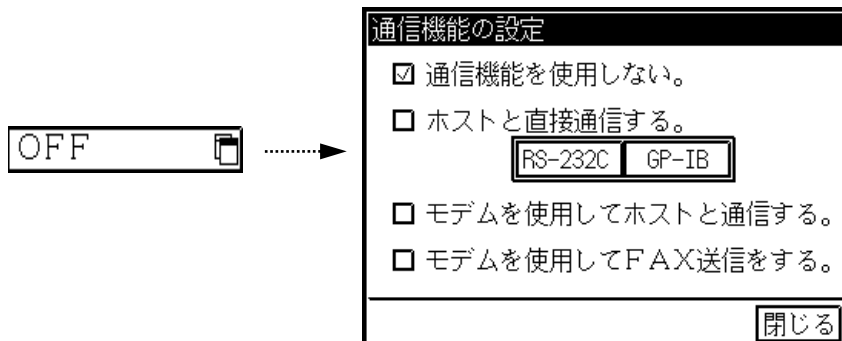 OFF
通信機能の設定
通信機能を使用しない。
ホストと直接通信する。
RS-232C GP-IB
モデムを使用してホストと通信する。
モデムを使用してFAX送信をする。
閉じる